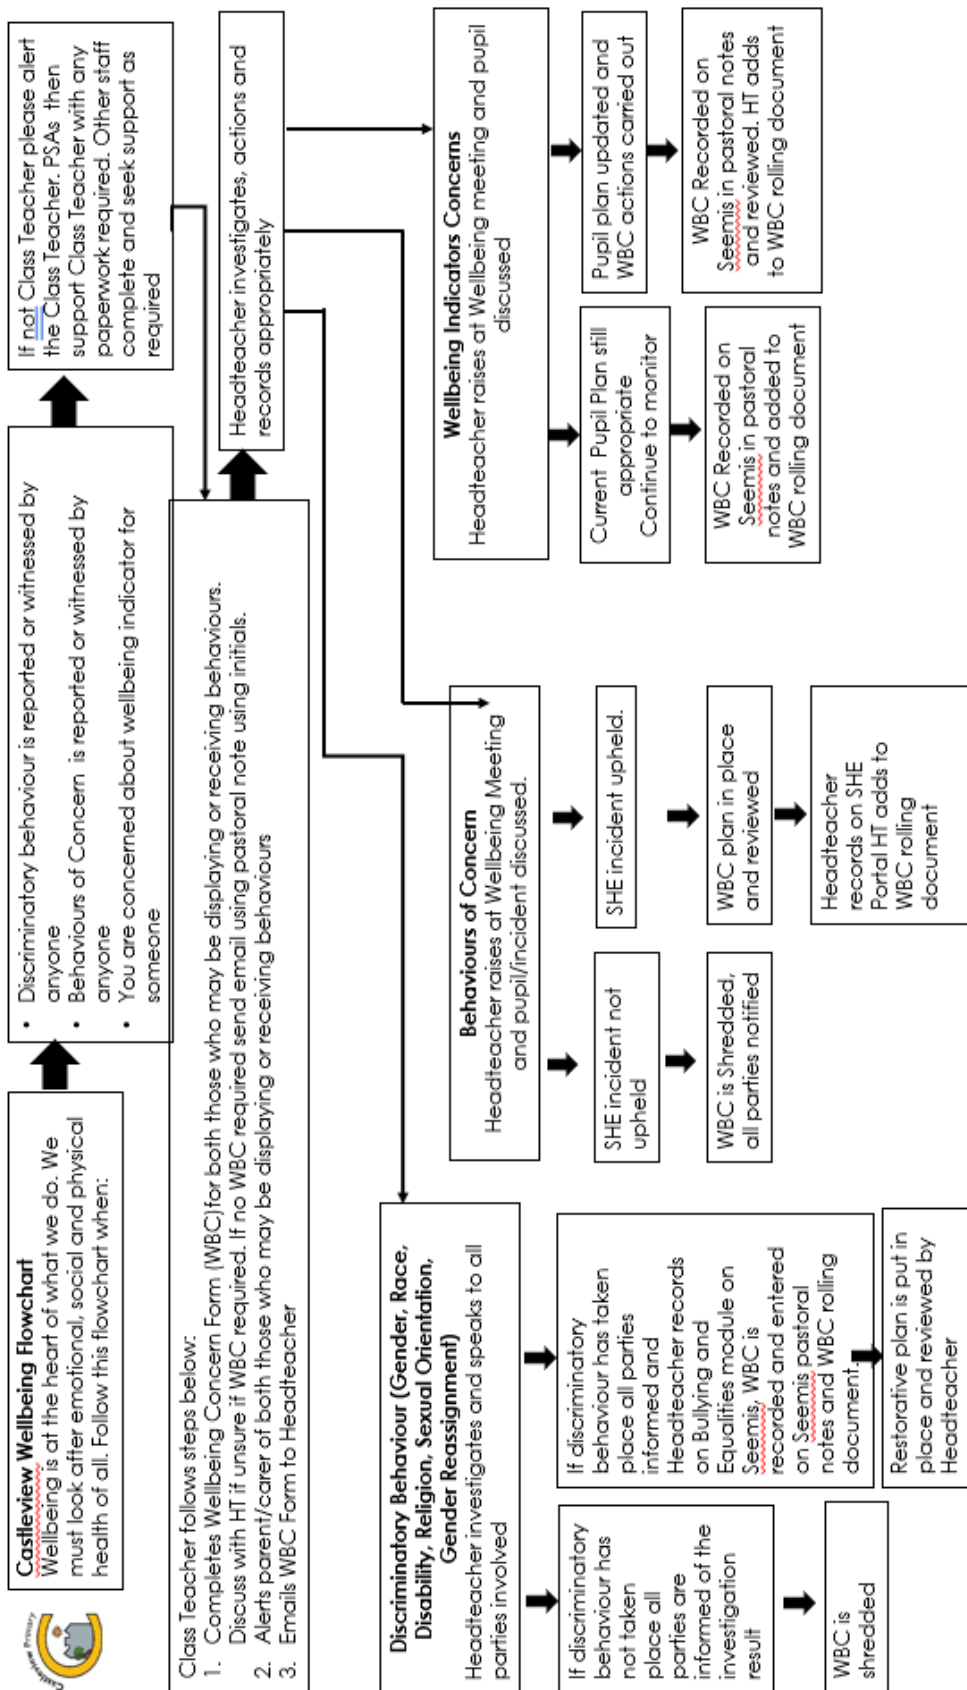 Castleview Primary
Castleview Wellbeing Flowchart
Wellbeing is at the heart of what we do. We
must look after emotional, social and physical
health of all. Follow this flowchart when:
• Discriminatory behaviour is reported or witnessed by
anyone
• Behaviours of Concern is reported or witnessed by
anyone
• You are concerned about wellbeing indicator for
someone
If not Class Teacher please alert
the Class Teacher. PSAs then
support Class Teacher with any
paperwork required. Other staff
complete and seek support as
required
Class Teacher follows steps below:
1. Completes Wellbeing Concern Form (WBC)for both those who may be displaying or receiving behaviours.
Discuss with HT if unsure if WBC required. If no WBC required send email using pastoral note using initials.
2. Alerts parent/carer of both those who may be displaying or receiving behaviours
3. Emails WBC Form to Headteacher
Headteacher investigates, actions and
records appropriately
Discriminatory Behaviour (Gender, Race,
Disability, Religion, Sexual Orientation,
Gender Reassignment)
Headteacher investigates and speaks to all
parties involved
If discriminatory
behaviour has
not taken
place all
parties are
informed of the
investigation
result
WBC is
shredded
If discriminatory
behaviour has taken
place all parties
informed and
Headteacher records
on Bullying and
Equalities module on
Seemis, WBC is
recorded and entered
on Seemis pastoral
notes and WBC rolling
document.
Restorative plan is put in
place and reviewed by
Headteacher
Behaviours of Concern
Headteacher raises at Wellbeing Meeting
and pupil/incident discussed.
SHE incident not
upheld
WBC is Shredded,
all parties notified
SHE incident upheld.
WBC plan in place
and reviewed
Headteacher
records on SHE
Portal HT adds to
WBC rolling
document
Wellbeing Indicators Concerns
Headteacher raises at Wellbeing meeting and pupil
discussed
Current Pupil Plan still
appropriate
Continue to monitor
WBC Recorded on
Seemis in pastoral
notes and added to
WBC rolling document
Pupil plan updated and
WBC actions carried out
WBC Recorded on
Seemis in pastoral notes
and reviewed. HT adds
to WBC rolling document